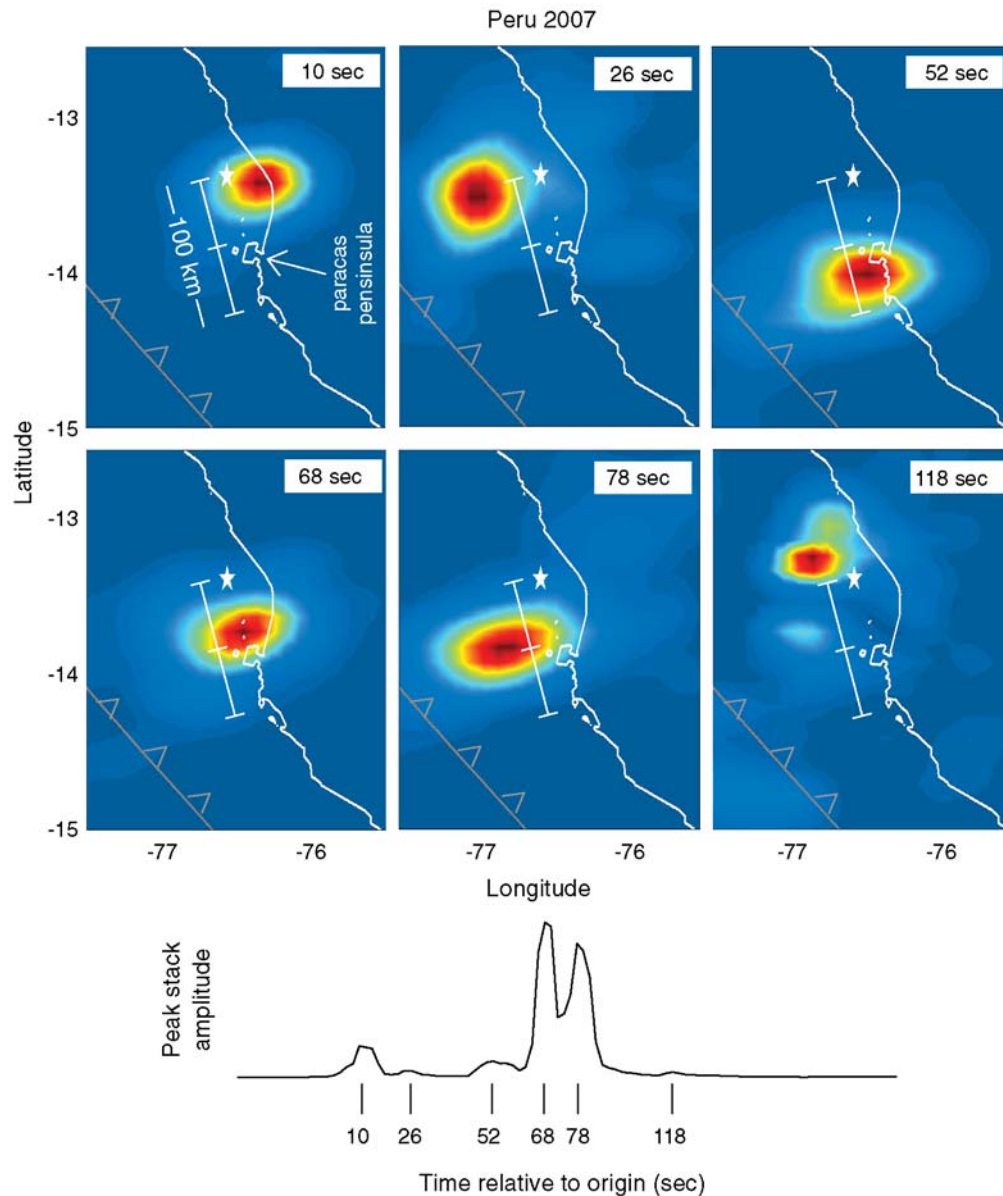 Peru 2007
10 sec
26 sec
52 sec
-13
-14
-15
— 100 km —
paracas
pensinsula
Latitude
68 sec
78 sec
118 sec
-13
-14
-15
-77
-76
-77
-76
-77
-76
Longitude
Peak stack
amplitude
10
26
52
68
78
118
Time relative to origin (sec)